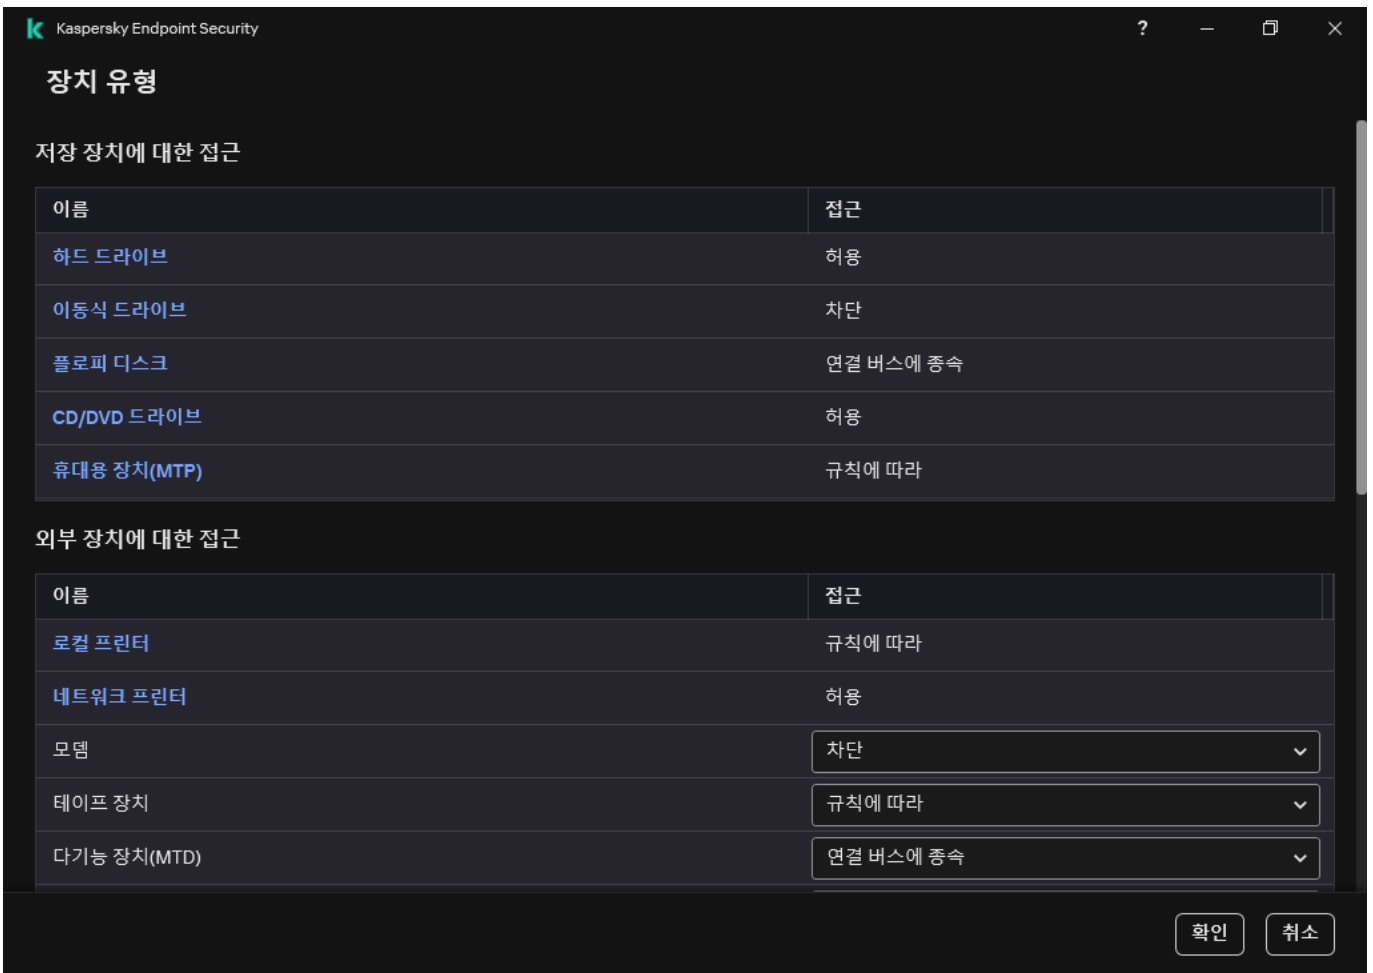 Kaspersky Endpoint Security
?
장치 유형
저장 장치에 대한 접근
이름 접근
하드 드라이브 허용
이동식 드라이브 차단
플로피 디스크 연결 버스에 종속
CD/DVD 드라이브 허용
휴대용 장치(MTP) 규칙에 따라
외부 장치에 대한 접근
이름 접근
로컬 프린터 규칙에 따라
네트워크 프린터 허용
모뎀 차단
테이프 장치 규칙에 따라
다기능 장치(MTD) 연결 버스에 종속
확인 취소